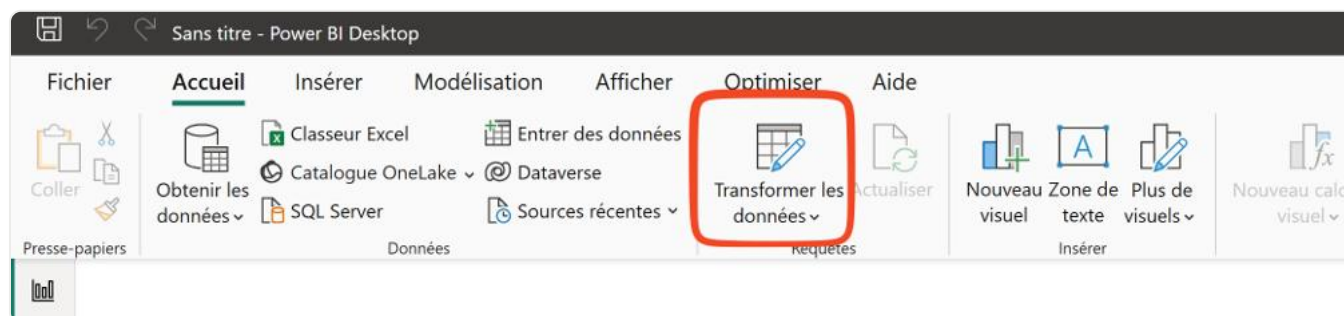 Sans titre - Power BI Desktop
Fichier Accueil Insérer Modélisation Afficher Optimiser Aide
Coller
Obtenir les
données
Classeur Excel
Catalogue OneLake
SQL Server
Entrer des données
Dataverse
Sources récentes
Transformer les
données
Actualiser
Nouveau
visuel
Zone de
texte
Plus de
visuels
Nouveau
visuel
Presse-papiers Données Requêtes Insérer